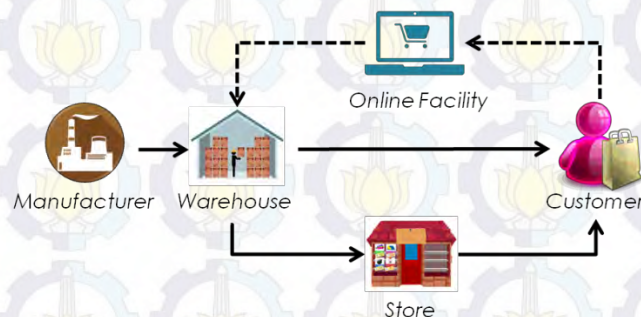 Online Facility
Manufacturer
Warehouse
Customer
Store